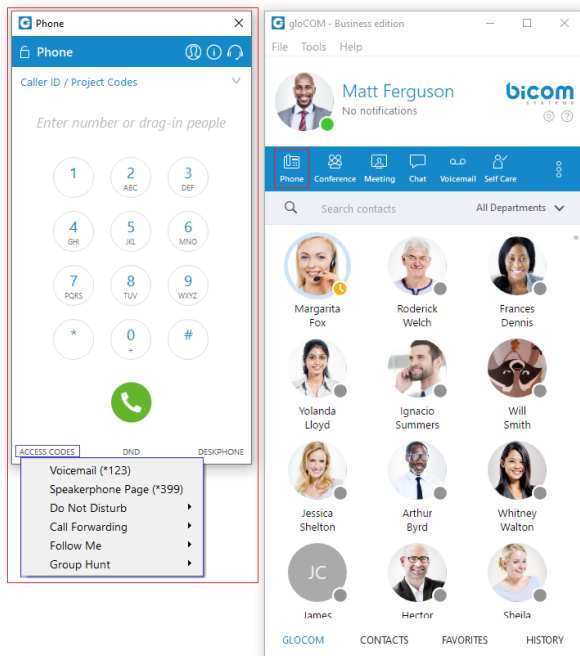 Phone
Phone
Caller ID / Project Codes
Enter number or drag-in people
1
2
ABC
3
DEF
4
GHI
5
JKL
6
MNO
7
PQRS
8
TUV
9
WXYZ
*
0
+
#
ACCESS CODES DND DESKPHONE
Voicemail (*123)
Speakerphone Page (*399)
Do Not Disturb
Call Forwarding
Follow Me
Group Hunt
gloCOM - Business edition
File Tools Help
Matt Ferguson
No notifications
bicom
SYSTEMS
Phone Conference Meeting Chat Voicemail Self Care
Search contacts All Departments
Margarita
Fox
Roderick
Welch
Frances
Dennis
Yolanda
Lloyd
Ignacio
Summers
Will
Smith
Jessica
Shelton
Arthur
Byrd
Whitney
Walton
JC
James
Hector
Sheila
GLOCOM CONTACTS FAVORITES HISTORY